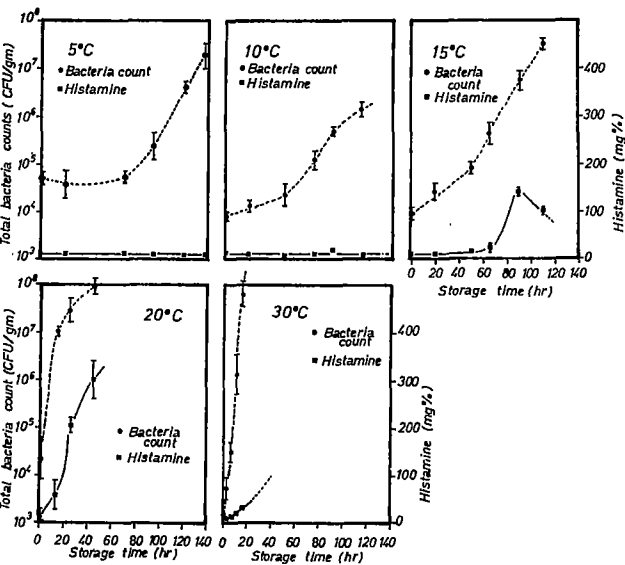 10⁸
10⁷
10⁶
10⁵
10⁴
10³
Total bacteria counts (CFU/gm)
5°C
Bacteria count
Histamine
10°C
Bacteria count
Histamine
15°C
Bacteria
count
Histamine
400
300
200
100
0
Histamine (mg%)
0 20 40 60 80 100 120 140
Storage time (hr)
10⁸
10⁷
10⁶
10⁵
10⁴
10³
Total bacteria count (CFU/gm)
20°C
Bacteria
count
Histamine
0 20 40 60 80 100 120 140
Storage time (hr)
30°C
Bacteria
count
Histamine
0 20 40 60 80 100 120 140
Storage time (hr)
400
300
200
100
0
Histamine (mg%)